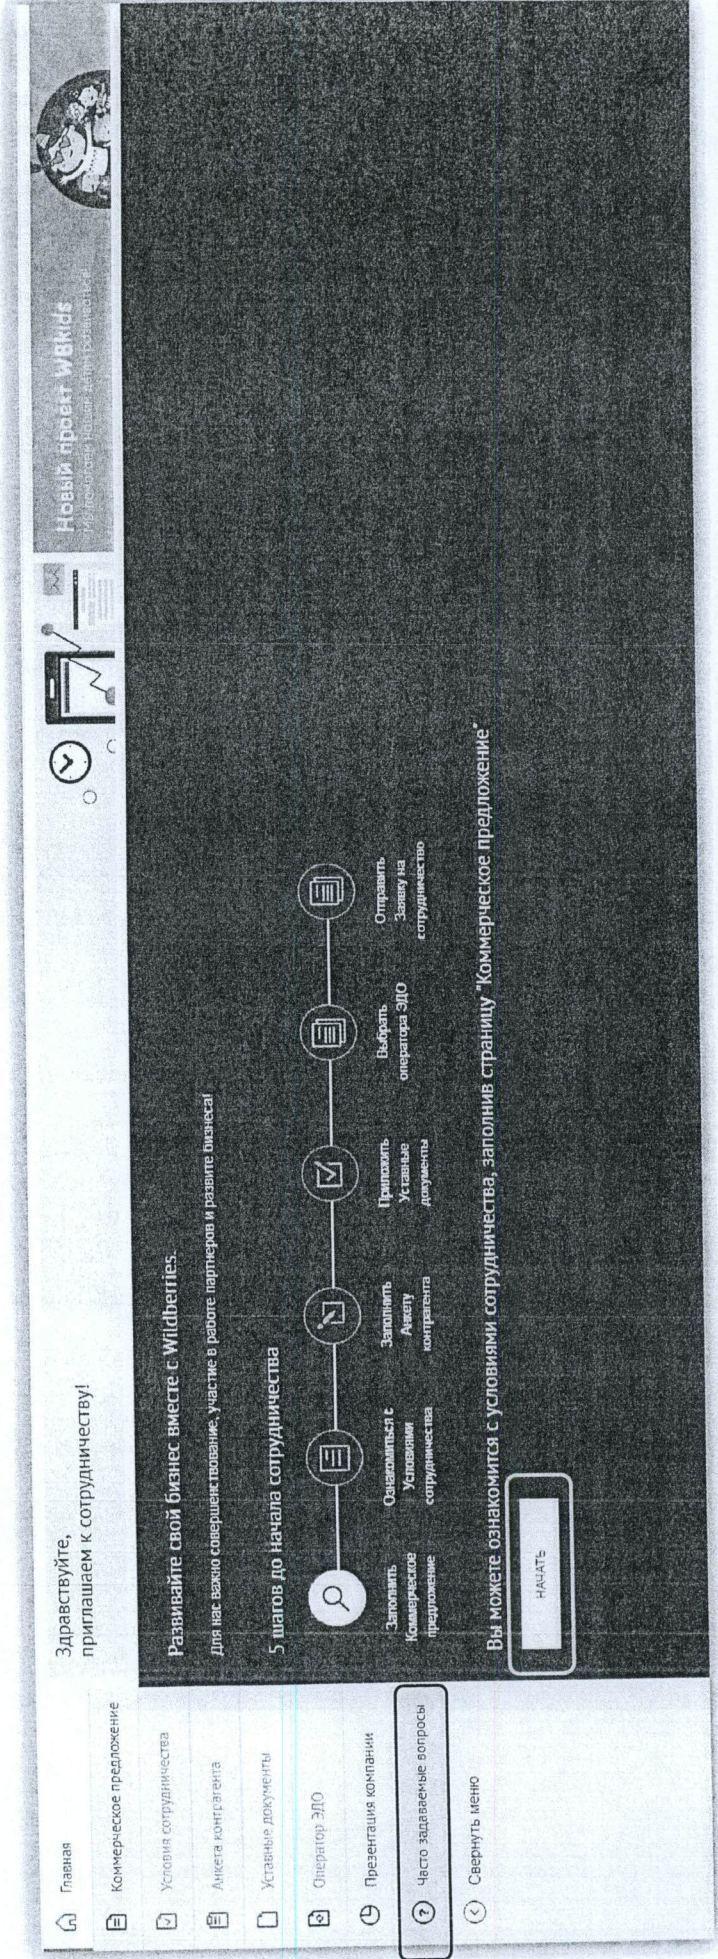 Главная
Коммерческое предложение
Условия сотрудничества
Анкета контрагента
Уставные документы
Оператор ЭДО
Презентация компании
Часто задаваемые вопросы
Свернуть меню
Здравствуйте,
приглашаем к сотрудничеству!
Новый проект WBkids
Развивайте свой бизнес вместе с Wildberries.
Для нас важно совершенствование, участие в работе партнеров и развите бизнеса!
5 шагов до начала сотрудничества
Заполнить
Коммерческое
предложение
Ознакомиться с
Условиями
сотрудничества
Заполнить
Анкету
контрагента
Приложить
Уставные
документы
Выбрать
оператора ЭДО
Отправить
Заявку на
сотрудничество
Вы можете ознакомится с условиями сотрудничества, заполнив страницу "Коммерческое предложение"
НАЧАТЬ